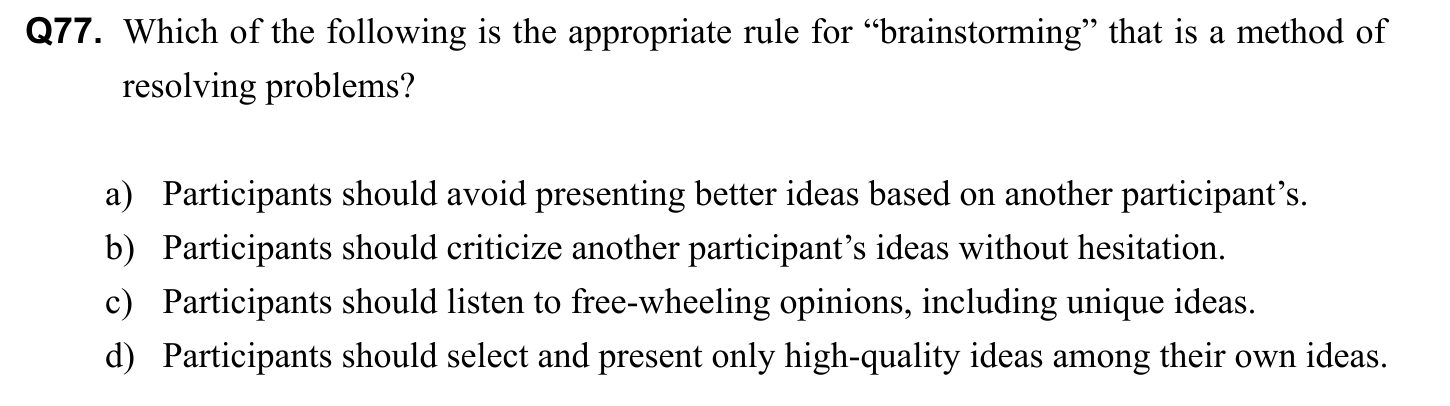 Q77. Which of the following is the appropriate rule for “brainstorming” that is a method of
resolving problems?
a) Participants should avoid presenting better ideas based on another participant’s.
b) Participants should criticize another participant’s ideas without hesitation.
c) Participants should listen to free-wheeling opinions, including unique ideas.
d) Participants should select and present only high-quality ideas among their own ideas.